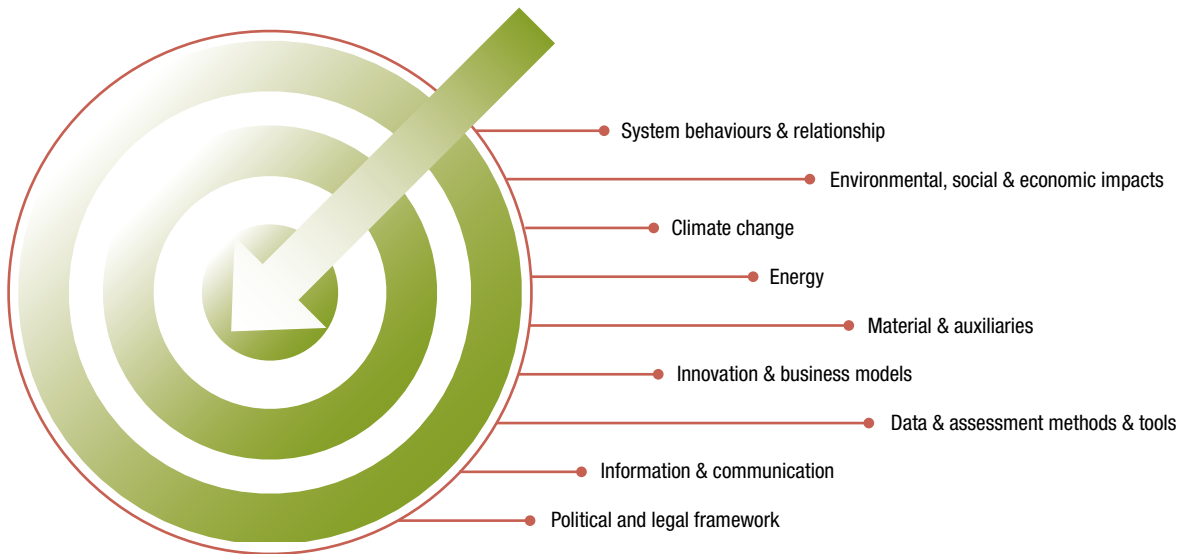 System behaviours & relationship
Environmental, social & economic impacts
Climate change
Energy
Material & auxiliaries
Innovation & business models
Data & assessment methods & tools
Information & communication
Political and legal framework